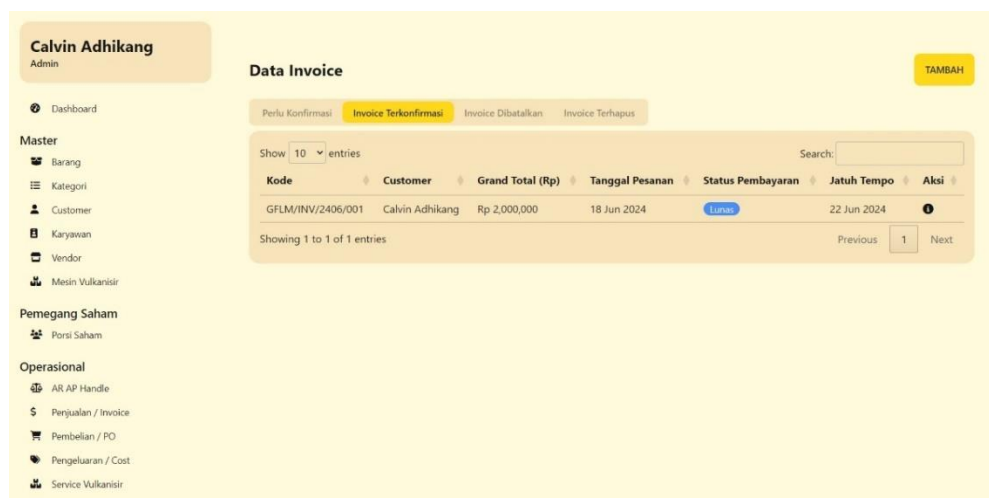 Calvin Adhikang
Admin
Dashboard
Master
Barang
Kategori
Customer
Karyawan
Vendor
Mesin Vulkanisir
Pemegang Saham
Porsi Saham
Operasional
AR AP Handle
Penjualan / Invoice
Pembelian / PO
Pengeluaran / Cost
Service Vulkanisir
Data Invoice
TAMBAH
Perlu Konfirmasi Invoice Terkonfirmasi Invoice Dibatalkan Invoice Terhapus
Show 10 entries Search:
Kode Customer Grand Total (Rp) Tanggal Pesanan Status Pembayaran Jatuh Tempo Aksi
GFLM/INV/2406/001 Calvin Adhikang Rp 2,000,000 18 Jun 2024 Lunas 22 Jun 2024
Showing 1 to 1 of 1 entries Previous 1 Next